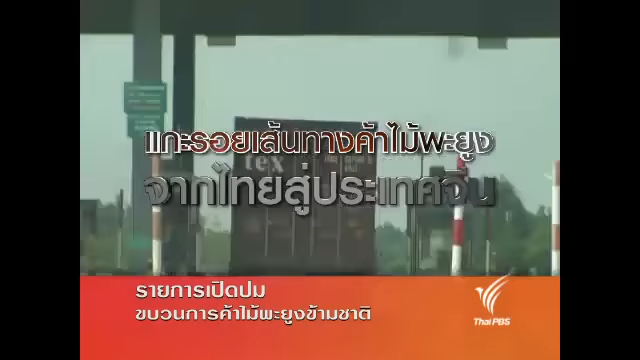 แกะรอยเส้นทางค้าไม้พะยูง
tex
จากไทยสู่ประเทศจีน
รายการเปิดปม
ขบวนการค้าไม้พะยูงข้ามชาติ
Thai PBS